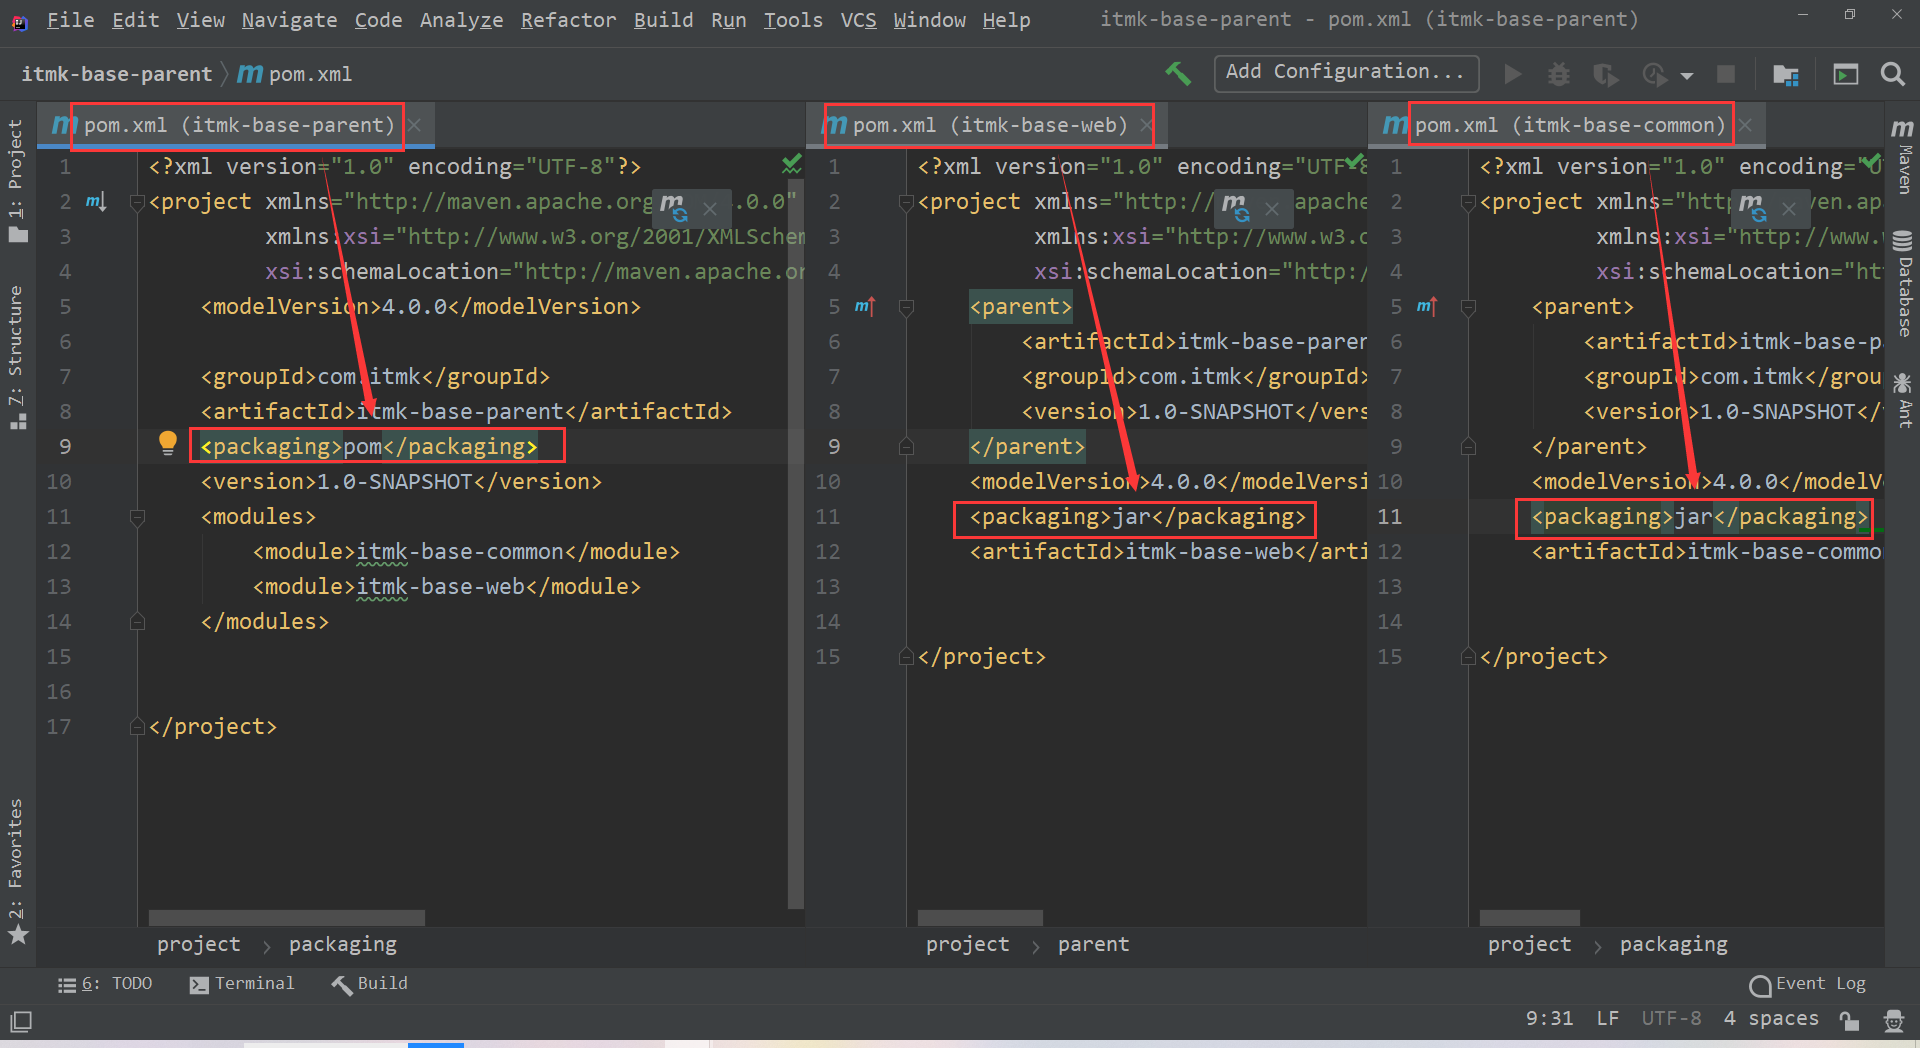 File Edit View Navigate Code Analyze Refactor Build Run Tools VCS Window Help itmk-base-parent - pom.xml (itmk-base-parent)
itmk-base-parent pom.xml Add Configuration...
pom.xml (itmk-base-parent) pom.xml (itmk-base-web) pom.xml (itmk-base-common)
1: Project
7: Structure
2: Favorites
1 <?xml version="1.0" encoding="UTF-8"?>
2 <project xmlns="http://maven.apache.org .0.0"
3 xmlns:xsi="http://www.w3.org/2001/XMLSchem
4 xsi:schemaLocation="http://maven.apache.or
5 <modelVersion>4.0.0</modelVersion>
6
7 <groupId>com.itmk</groupId>
8 <artifactId>itmk-base-parent</artifactId>
9 <packaging>pom</packaging>
10 <version>1.0-SNAPSHOT</version>
11 <modules>
12 <module>itmk-base-common</module>
13 <module>itmk-base-web</module>
14 </modules>
15
16
17 </project>
project > packaging
1 <?xml version="1.0" encoding="UTF-8
2 <project xmlns="http:// apache
3 xmlns:xsi="http://www.w3.o
4 xsi:schemaLocation="http:/
5 <parent>
6 <artifactId>itmk-base-paren
7 <groupId>com.itmk</groupId>
8 <version>1.0-SNAPSHOT</vers
9 </parent>
10 <modelVersion>4.0.0</modelVersi
11 <packaging>jar</packaging>
12 <artifactId>itmk-base-web</arti
13
14
15 </project>
project > parent
1 <?xml version="1.0" encoding="U
2 <project xmlns="http ven.ap
3 xmlns:xsi="http://www.w
4 xsi:schemaLocation="ht
5 <parent>
6 <artifactId>itmk-base-p
7 <groupId>com.itmk</grou
8 <version>1.0-SNAPSHOT</
9 </parent>
10 <modelVersion>4.0.0</modelV
11 <packaging>jar</packaging>
12 <artifactId>itmk-base-commo
13
14
15 </project>
project > packaging
Maven
Database
Ant
6: TODO Terminal Build Event Log
9:31 LF UTF-8 4 spaces